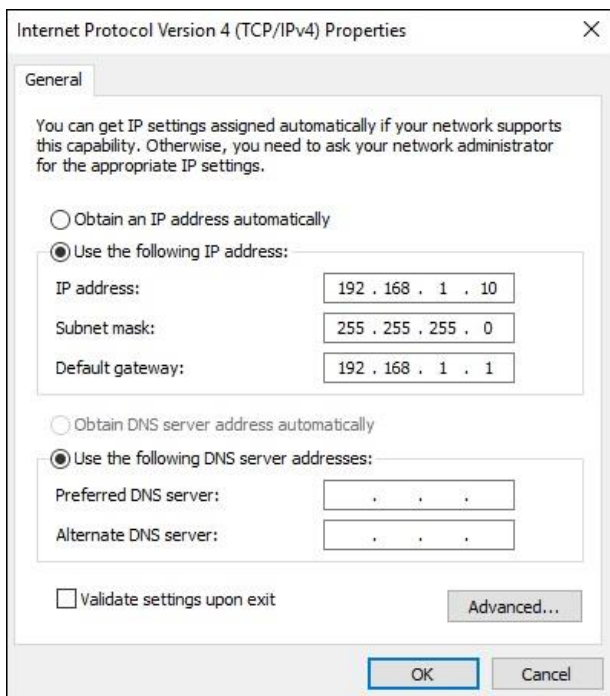 Internet Protocol Version 4 (TCP/IPv4) Properties
General
You can get IP settings assigned automatically if your network supports
this capability. Otherwise, you need to ask your network administrator
for the appropriate IP settings.
Obtain an IP address automatically
Use the following IP address:
IP address: 192 . 168 . 1 . 10
Subnet mask: 255 . 255 . 255 . 0
Default gateway: 192 . 168 . 1 . 1
Obtain DNS server address automatically
Use the following DNS server addresses:
Preferred DNS server: . . .
Alternate DNS server: . . .
Validate settings upon exit
Advanced...
OK Cancel